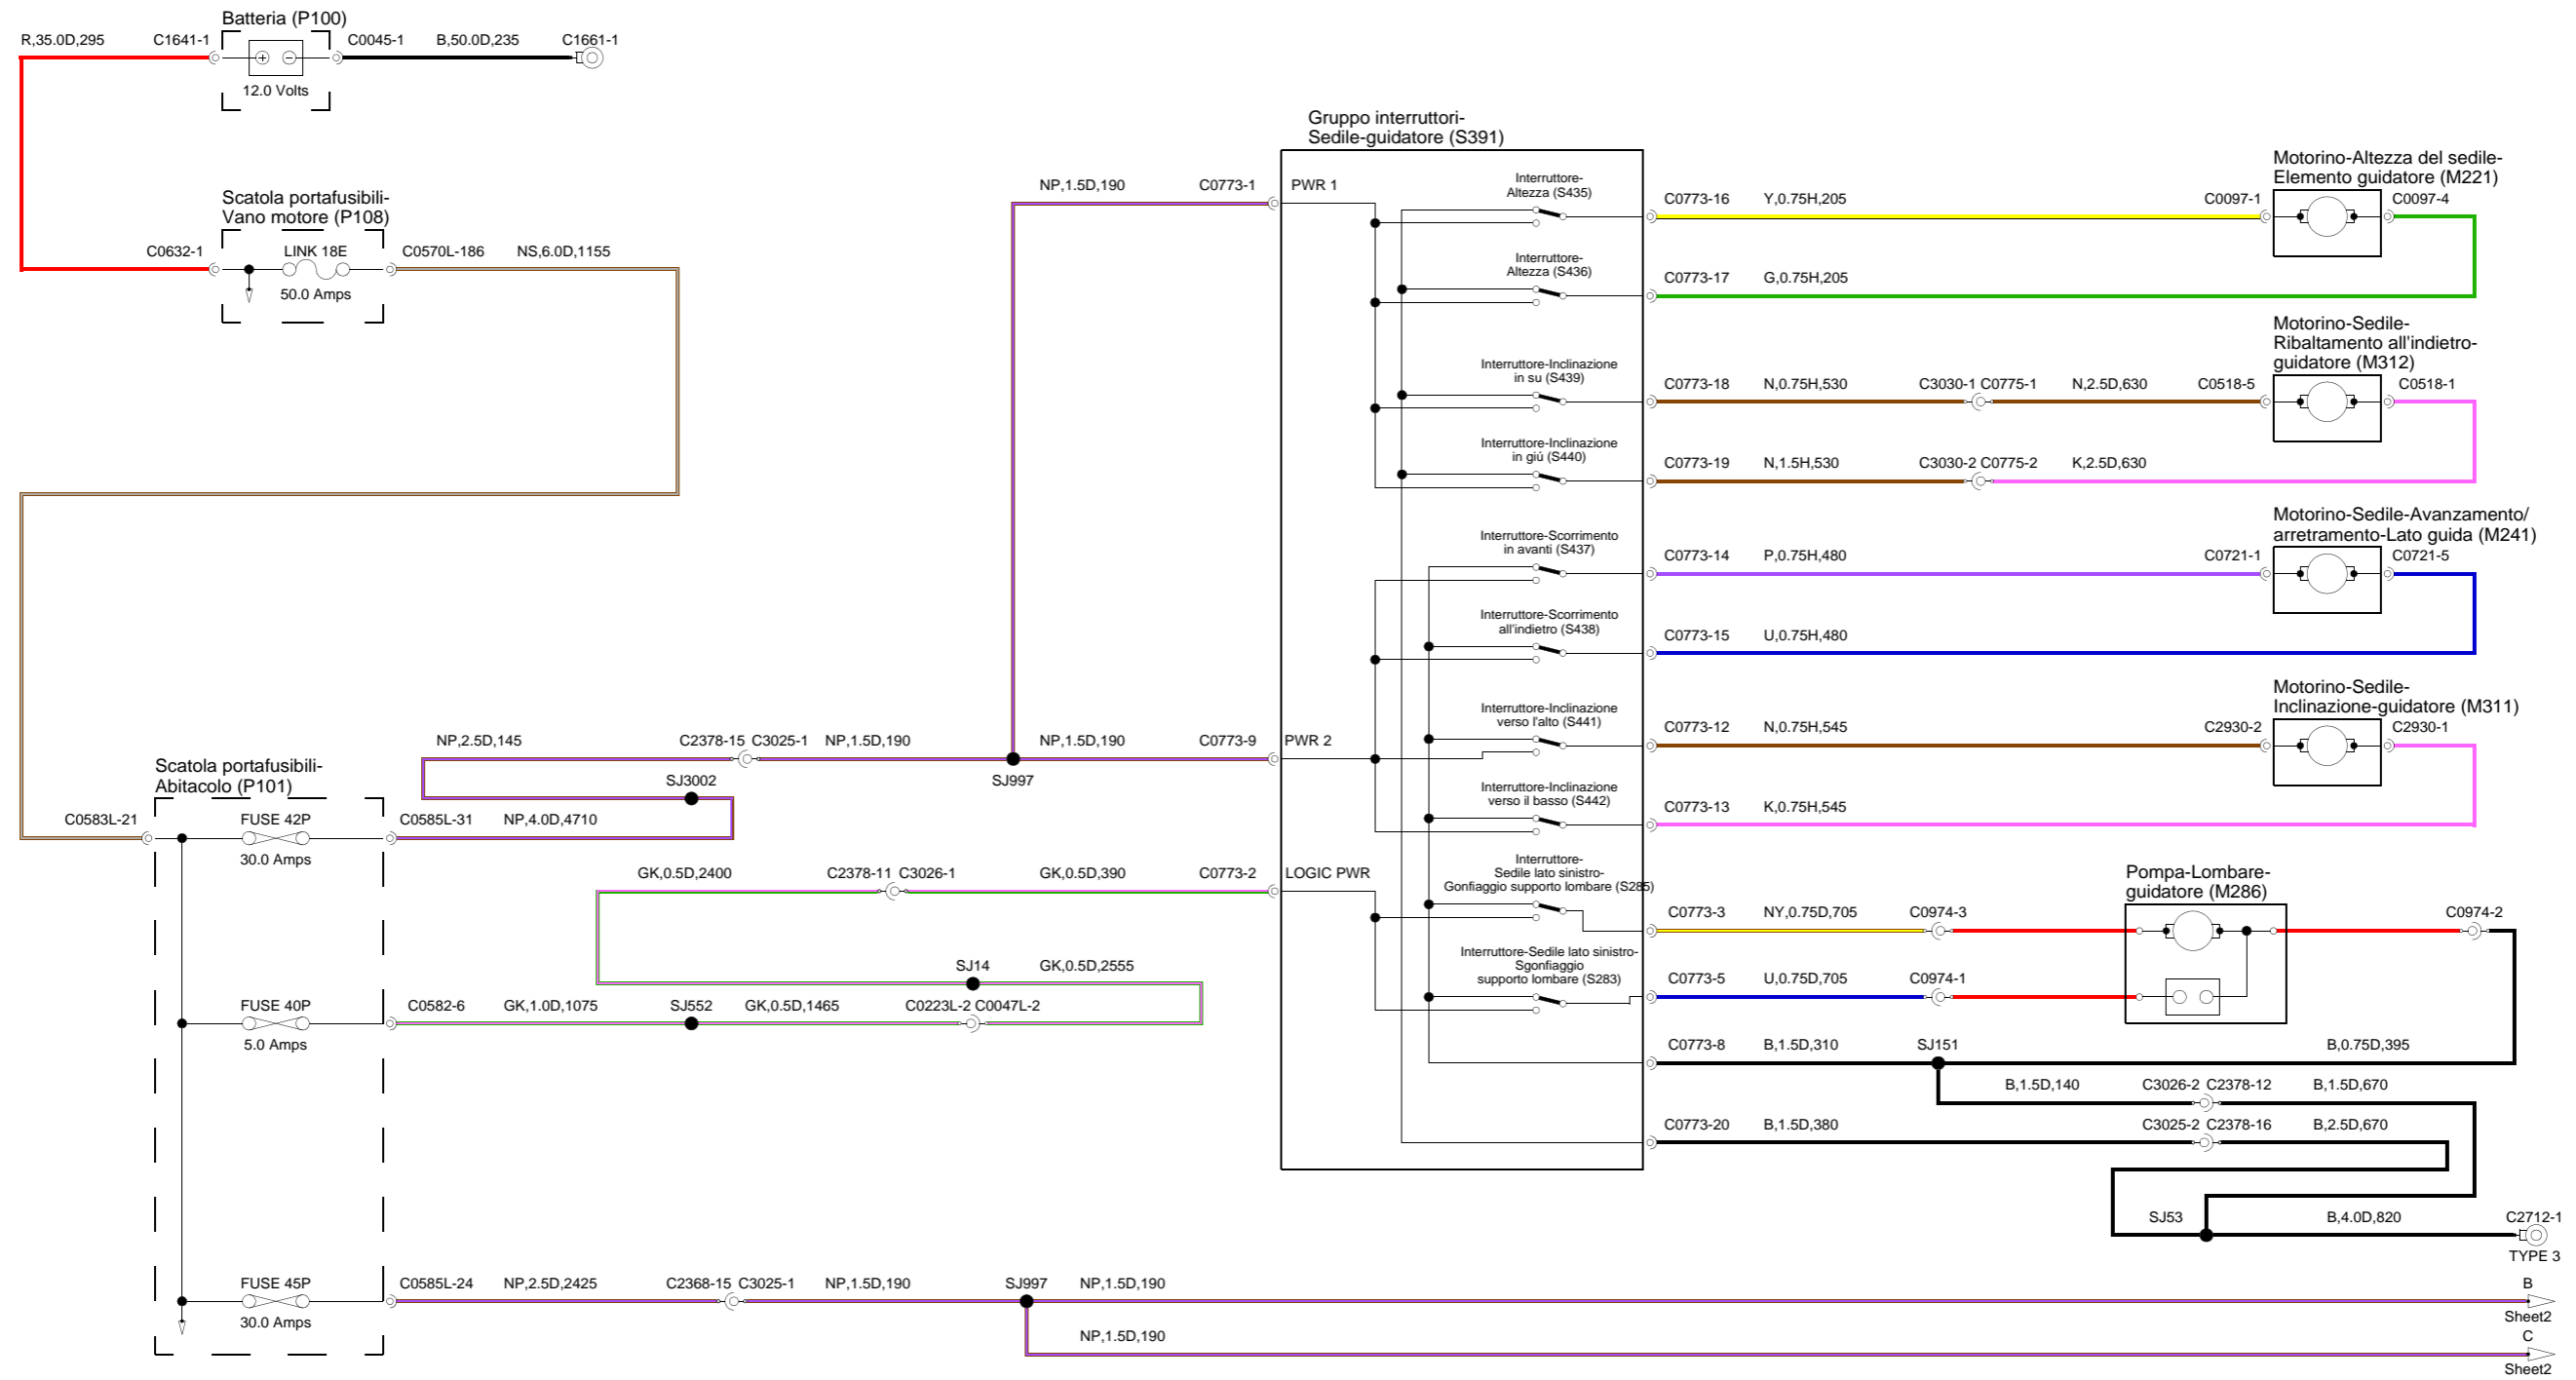 Batteria (P100)
R,35.0D,295
C1641-1
C0045-1
B,50.0D,235
C1661-1
12.0 Volts
Scatola portafusibili-
Vano motore (P108)
C0632-1
LINK 18E
C0570L-186
NS,6.0D,1155
50.0 Amps
Gruppo interruttori-
Sedile-guidatore (S391)
NP,1.5D,190
C0773-1
PWR 1
Interruttore-
Altezza (S435)
C0773-16
Y,0.75H,205
C0097-1
Motorino-Altezza del sedile-
Elemento guidatore (M221)
C0097-4
Interruttore-
Altezza (S436)
C0773-17
G,0.75H,205
Motorino-Sedile-
Ribaltamento all'indietro-
guidatore (M312)
Interruttore-Inclinazione
in su (S439)
C0773-18
N,0.75H,530
C3030-1 C0775-1
N,2.5D,630
C0518-5
C0518-1
Interruttore-Inclinazione
in giú (S440)
C0773-19
N,1.5H,530
C3030-2 C0775-2
K,2.5D,630
Motorino-Sedile-Avanzamento/
arretramento-Lato guida (M241)
Interruttore-Scorrimento
in avanti (S437)
C0773-14
P,0.75H,480
C0721-1
C0721-5
Interruttore-Scorrimento
all'indietro (S438)
C0773-15
U,0.75H,480
Motorino-Sedile-
Inclinazione-guidatore (M311)
NP,2.5D,145
C2378-15 C3025-1
NP,1.5D,190
NP,1.5D,190
C0773-9
PWR 2
SJ997
SJ3002
Interruttore-Inclinazione
verso l'alto (S441)
C0773-12
N,0.75H,545
C2930-2
C2930-1
Interruttore-Inclinazione
verso il basso (S442)
C0773-13
K,0.75H,545
Scatola portafusibili-
Abitacolo (P101)
C0583L-21
FUSE 42P
C0585L-31
NP,4.0D,4710
30.0 Amps
GK,0.5D,2400
C2378-11 C3026-1
GK,0.5D,390
C0773-2
LOGIC PWR
Interruttore-
Sedile lato sinistro-
Gonfiaggio supporto lombare (S285)
C0773-3
NY,0.75D,705
C0974-3
Pompa-Lombare-
guidatore (M286)
C0974-2
SJ14
GK,0.5D,2555
Interruttore-Sedile lato sinistro-
Sgonfiaggio
supporto lombare (S283)
C0773-5
U,0.75D,705
C0974-1
FUSE 40P
C0582-6
GK,1.0D,1075
SJ552
GK,0.5D,1465
C0223L-2 C0047L-2
5.0 Amps
C0773-8
B,1.5D,310
SJ151
B,0.75D,395
B,1.5D,140
C3026-2 C2378-12
B,1.5D,670
C0773-20
B,1.5D,380
C3025-2 C2378-16
B,2.5D,670
SJ53
B,4.0D,820
C2712-1
TYPE 3
FUSE 45P
C0585L-24
NP,2.5D,2425
C2368-15 C3025-1
NP,1.5D,190
SJ997
NP,1.5D,190
B
30.0 Amps
Sheet2
NP,1.5D,190
C
Sheet2